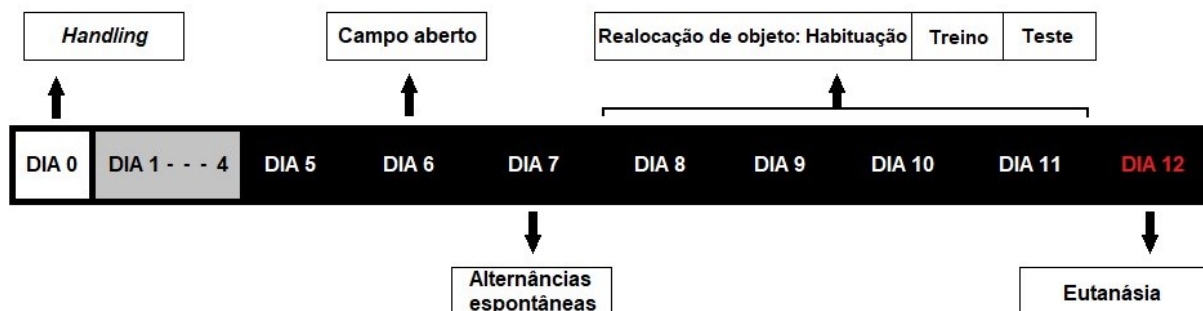 Handling
Campo aberto
Realocação de objeto: Habituação
Treino
Teste
DIA 0
DIA 1 - - - 4
DIA 5
DIA 6
DIA 7
DIA 8
DIA 9
DIA 10
DIA 11
DIA 12
Alternâncias
espontâneas
Eutanásia